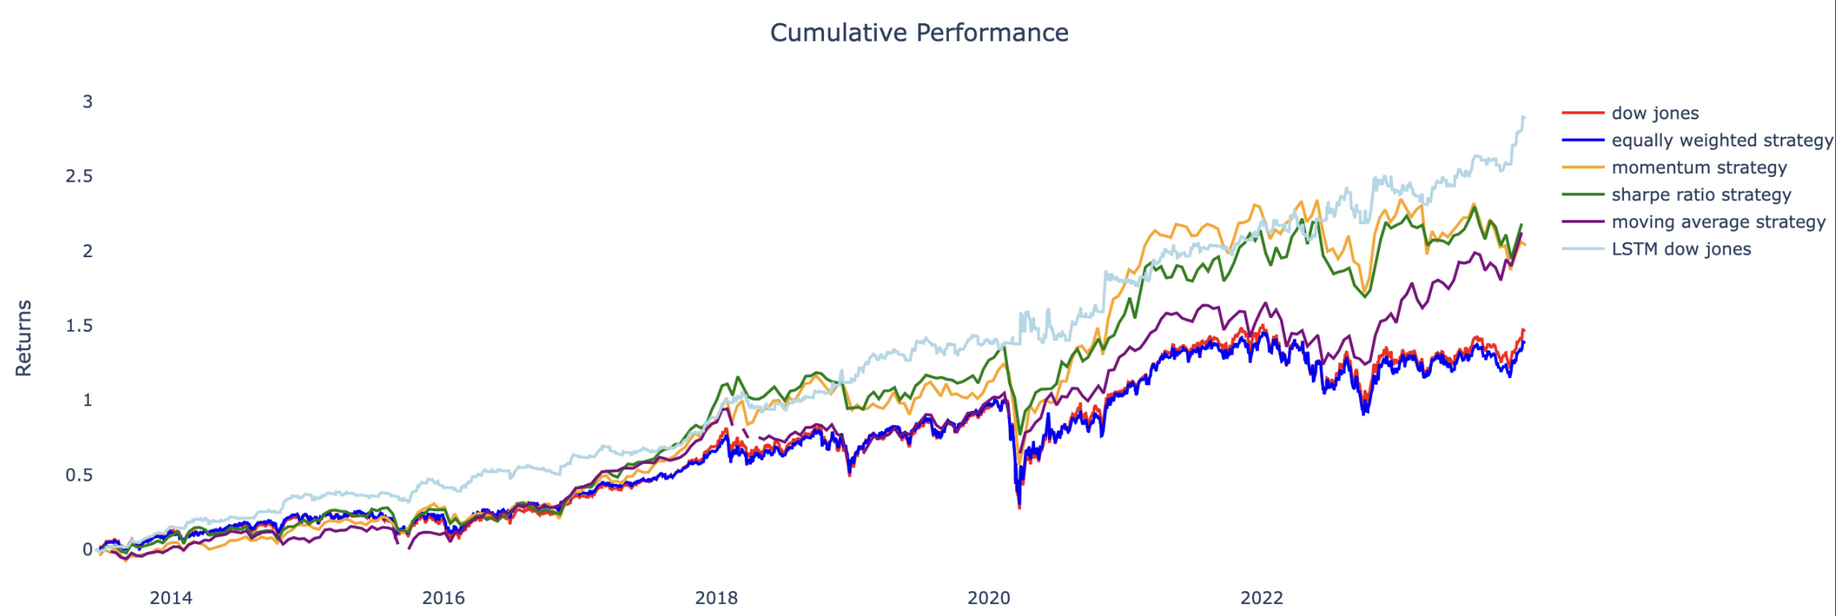 Cumulative Performance
Returns
3
2.5
2
1.5
1
0.5
0
2014
2016
2018
2020
2022
dow jones
equally weighted strategy
momentum strategy
sharpe ratio strategy
moving average strategy
LSTM dow jones